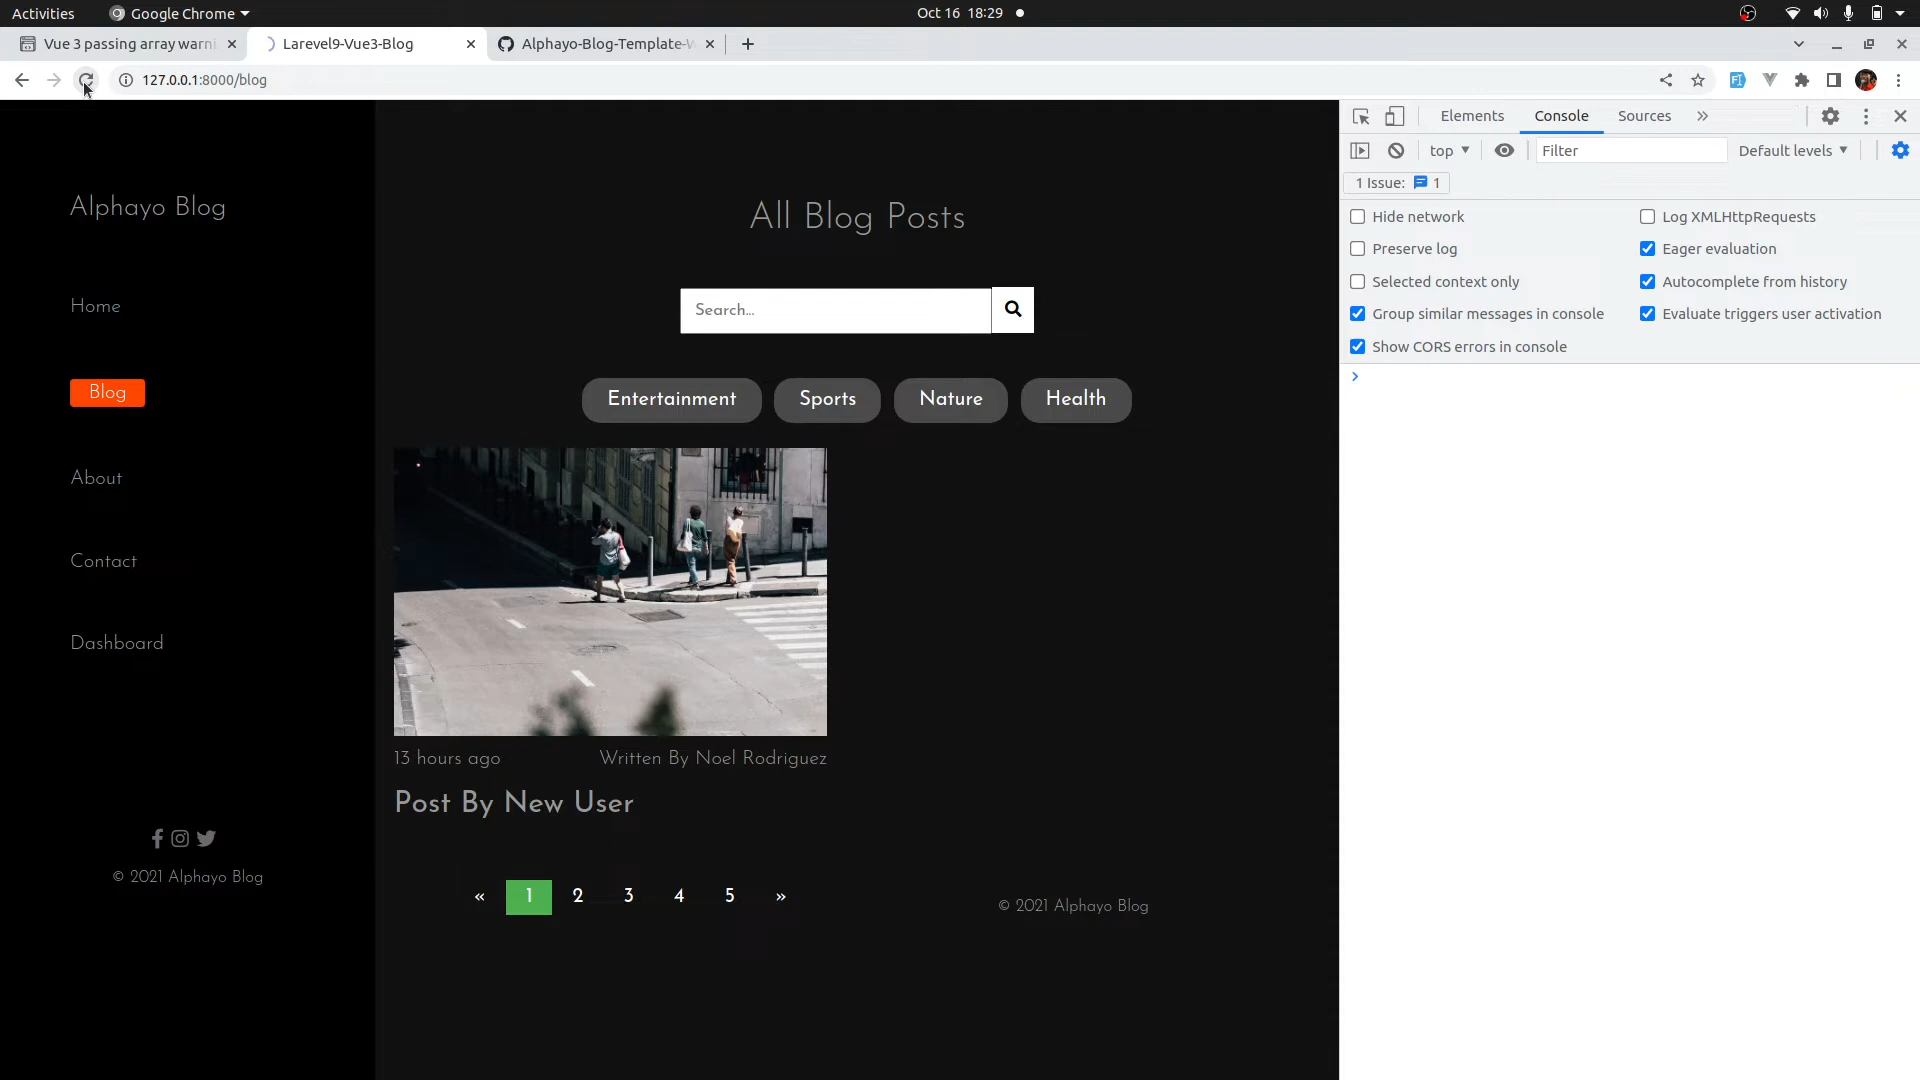 Activities
Google Chrome
Oct 16 18:29
Vue 3 passing array warni
Larevel9-Vue3-Blog
Alphayo-Blog-Template-W
127.0.0.1:8000/blog
Alphayo Blog
Home
Blog
About
Contact
Dashboard
© 2021 Alphayo Blog
All Blog Posts
Search...
Entertainment
Sports
Nature
Health
13 hours ago
Written By Noel Rodriguez
Post By New User
« 1 2 3 4 5 »
© 2021 Alphayo Blog
Elements
Console
Sources
»
top
Filter
Default levels
1 Issue: 1
Hide network
Log XMLHttpRequests
Preserve log
Eager evaluation
Selected context only
Autocomplete from history
Group similar messages in console
Evaluate triggers user activation
Show CORS errors in console